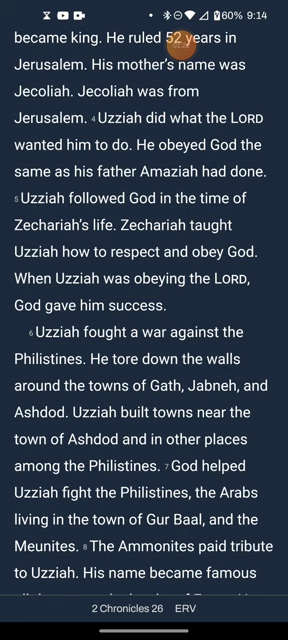 60% 9:14
became king. He ruled 52 years in
Jerusalem. His mother’s name was
Jecoliah. Jecoliah was from
Jerusalem. 4 Uzziah did what the LORD
wanted him to do. He obeyed God the
same as his father Amaziah had done.
5 Uzziah followed God in the time of
Zechariah’s life. Zechariah taught
Uzziah how to respect and obey God.
When Uzziah was obeying the LORD,
God gave him success.
6 Uzziah fought a war against the
Philistines. He tore down the walls
around the towns of Gath, Jabneh, and
Ashdod. Uzziah built towns near the
town of Ashdod and in other places
among the Philistines. 7 God helped
Uzziah fight the Philistines, the Arabs
living in the town of Gur Baal, and the
Meunites. 8 The Ammonites paid tribute
to Uzziah. His name became famous
2 Chronicles 26 ERV